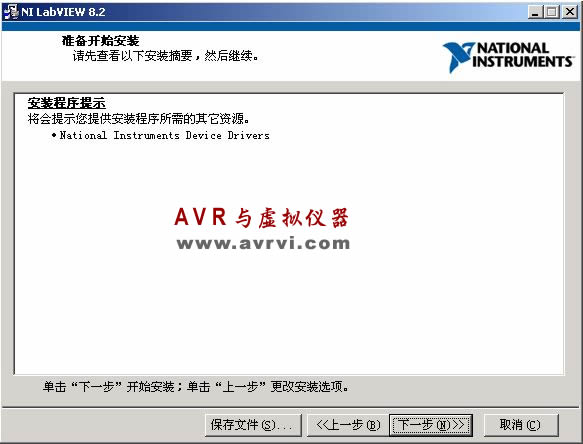 NI LabVIEW 8.2
准备开始安装
请先查看以下安装摘要，然后继续。
NATIONAL
INSTRUMENTS
安装程序提示
将会提示您提供安装程序所需的其它资源。
• National Instruments Device Drivers
AVR与虚拟仪器
www.avrvi.com
单击“下一步”开始安装；单击“上一步”更改安装选项。
保存文件(S)... <<上一步(B) 下一步(N)>> 取消(C)